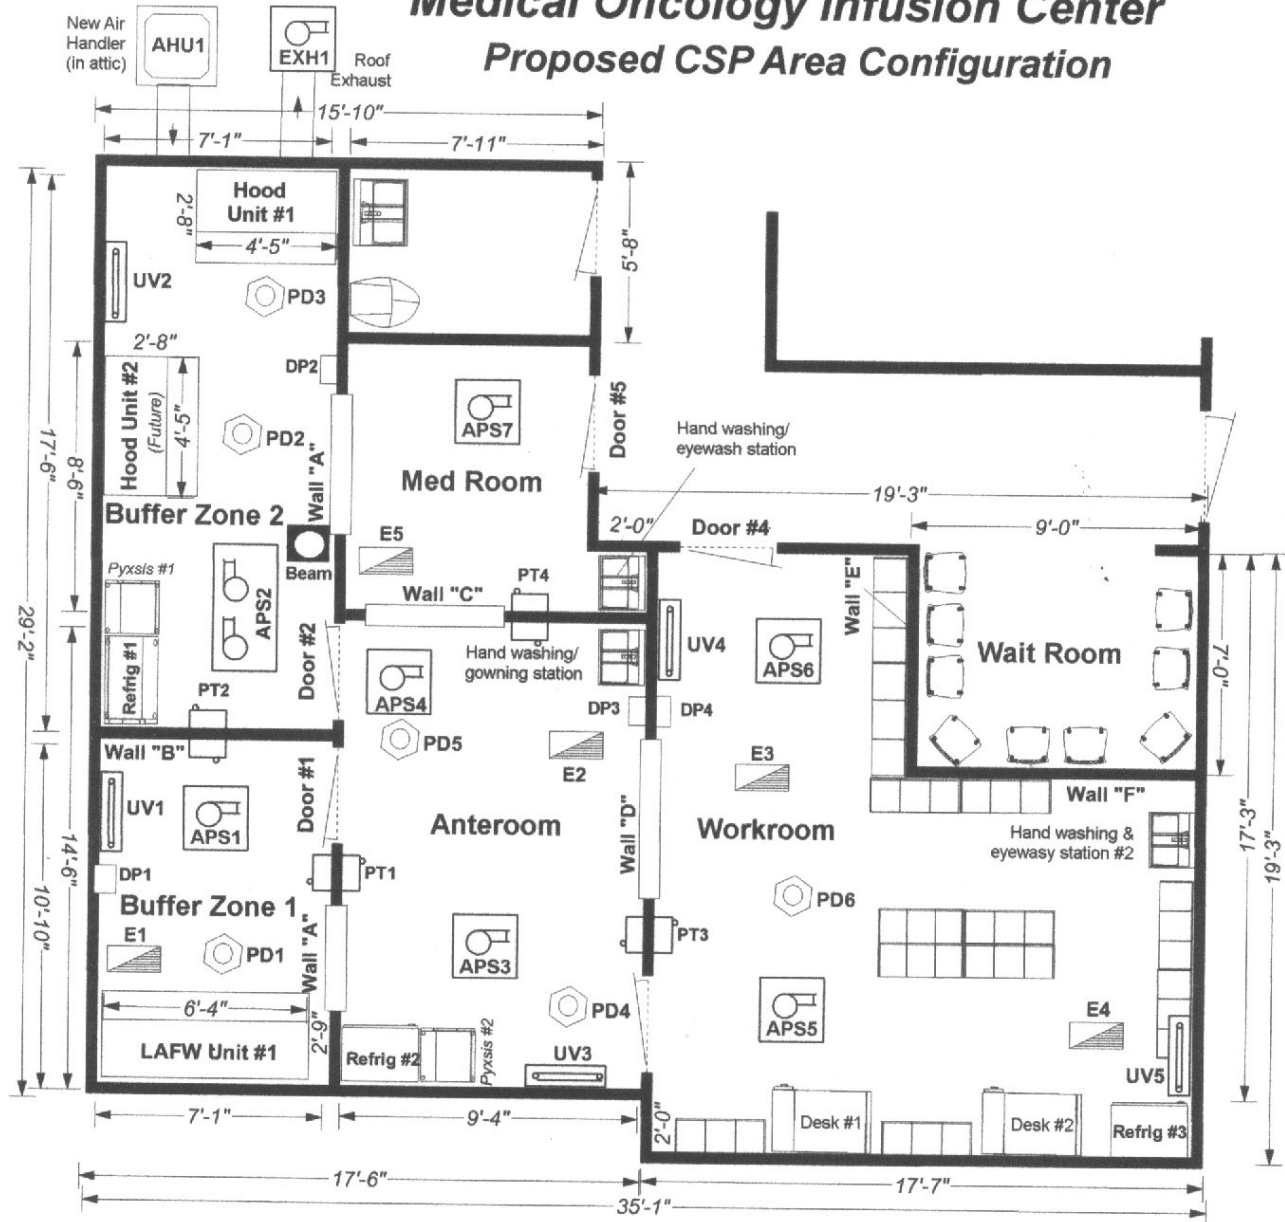 Medical Oncology Infusion Center
Proposed CSP Area Configuration
New Air
Handler
(in attic)
AHU1
EXH1
Roof
Exhaust
15'-10"
7'-1"
7'-11"
Hood
Unit #1
2'-8"
4'-5"
5'-8"
UV2
PD3
2'-8"
DP2
Hood Unit #2
(Future)
4'-5"
PD2
Wall "A"
APS7
Door #5
Hand washing/
eyewash station
17'-6"
8'-6"
Med Room
19'-3"
Buffer Zone 2
2'-0"
Door #4
9'-0"
E5
Beam
Pyxsis #1
APS2
Wall "C"
PT4
Wall "E"
29'-2"
Refrig #1
PT2
Door #2
APS4
Hand washing/
gowning station
UV4
APS6
Wait Room
7'-0"
DP3
DP4
PD5
Wall "B"
E2
E3
Door #1
UV1
APS1
Wall "F"
Anteroom
Wall "D"
Workroom
Hand washing &
eyewasy station #2
17'-3"
19'-3"
14'-6"
DP1
PT1
10'-10"
Buffer Zone 1
PD6
E1
PT3
PD1
Wall "A"
APS3
6'-4"
PD4
APS5
E4
LAFW Unit #1
2'-9"
Refrig #2
Pyxsis #2
UV3
UV5
7'-1"
9'-4"
2'-0"
Desk #1
Desk #2
Refrig #3
17'-6"
17'-7"
35'-1"